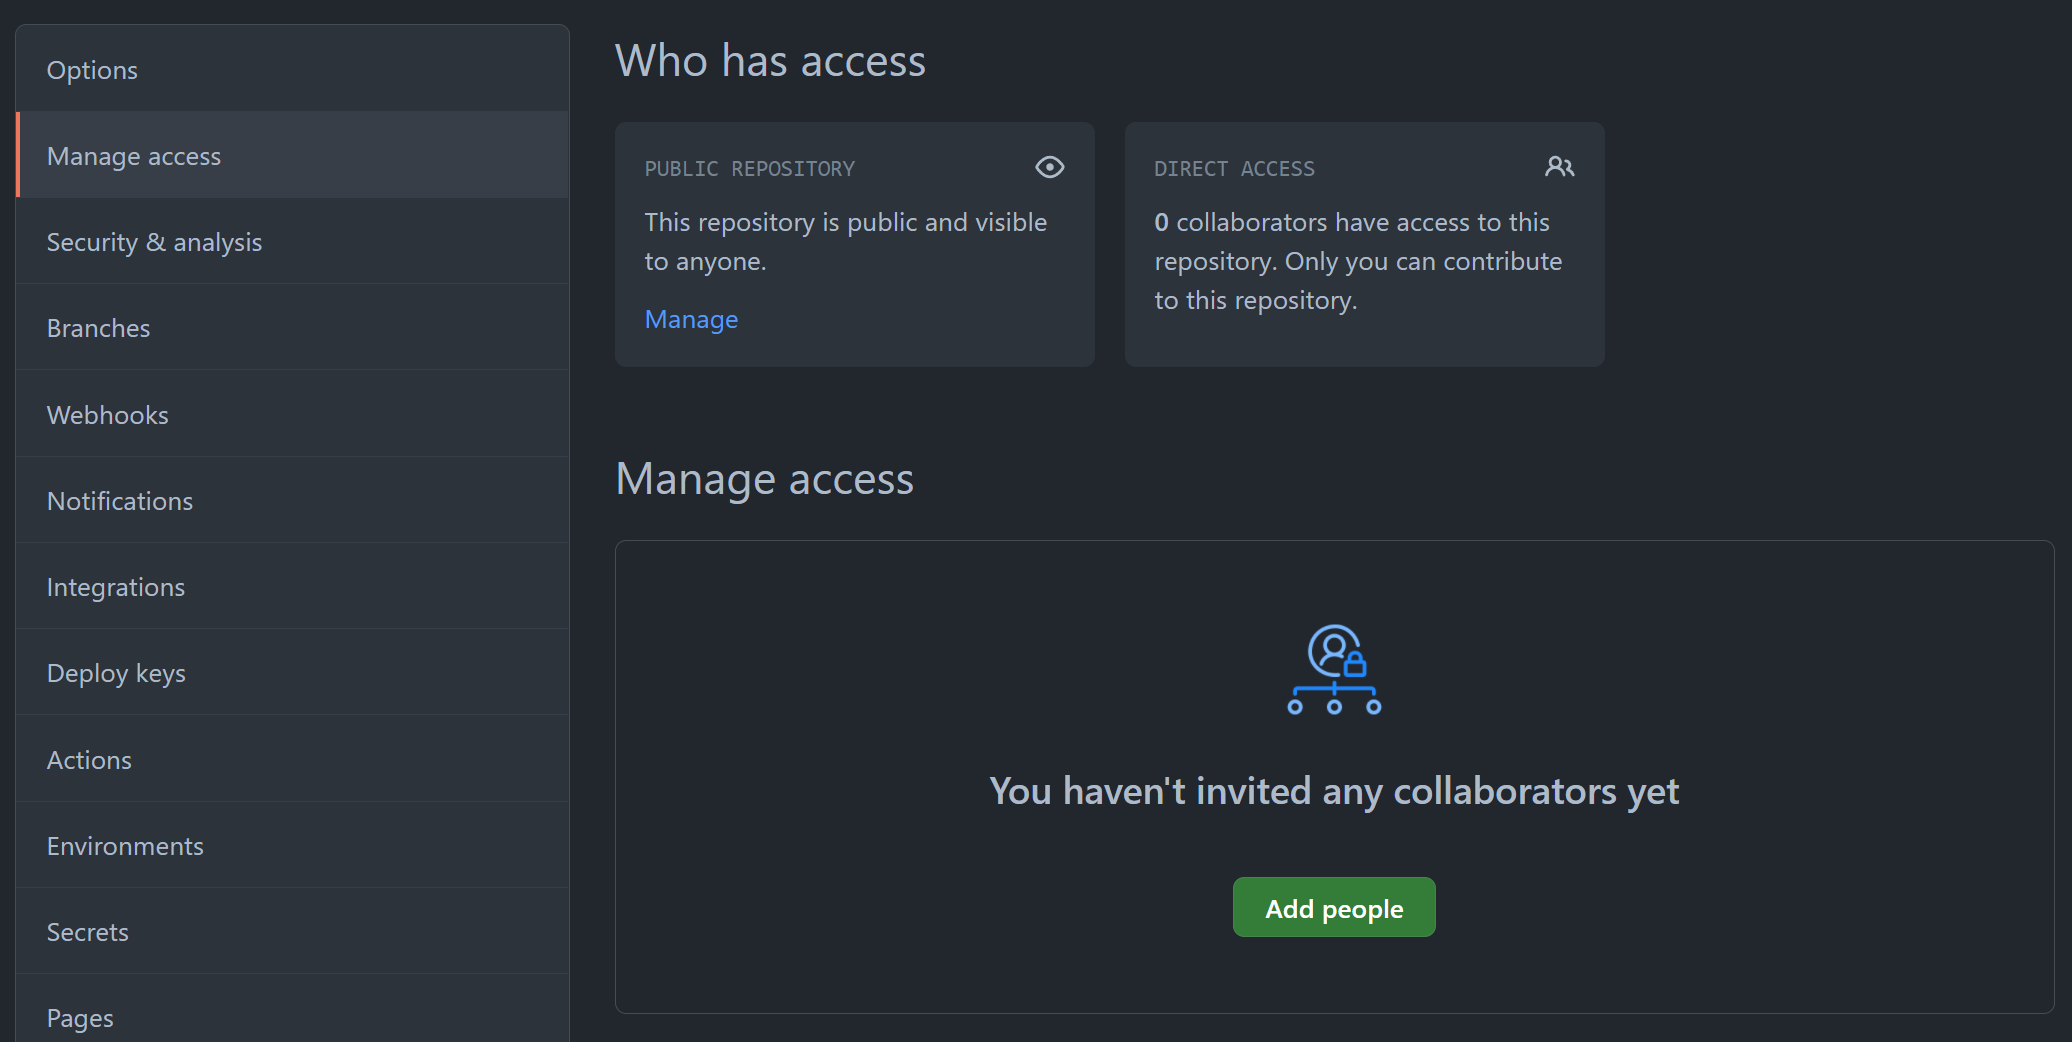 Options
Manage access
Security & analysis
Branches
Webhooks
Notifications
Integrations
Deploy keys
Actions
Environments
Secrets
Pages
Who has access
PUBLIC REPOSITORY
This repository is public and visible
to anyone.
Manage
DIRECT ACCESS
0 collaborators have access to this
repository. Only you can contribute
to this repository.
Manage access
You haven't invited any collaborators yet
Add people